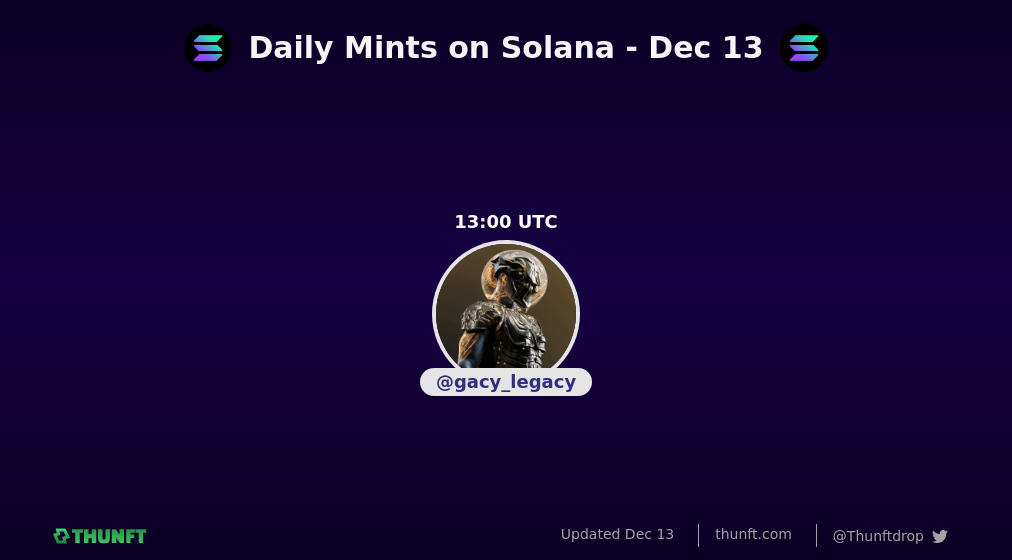 Daily Mints on Solana - Dec 13
13:00 UTC
@gacy_legacy
THUNFT
Updated Dec 13
thunft.com
@Thunftdrop